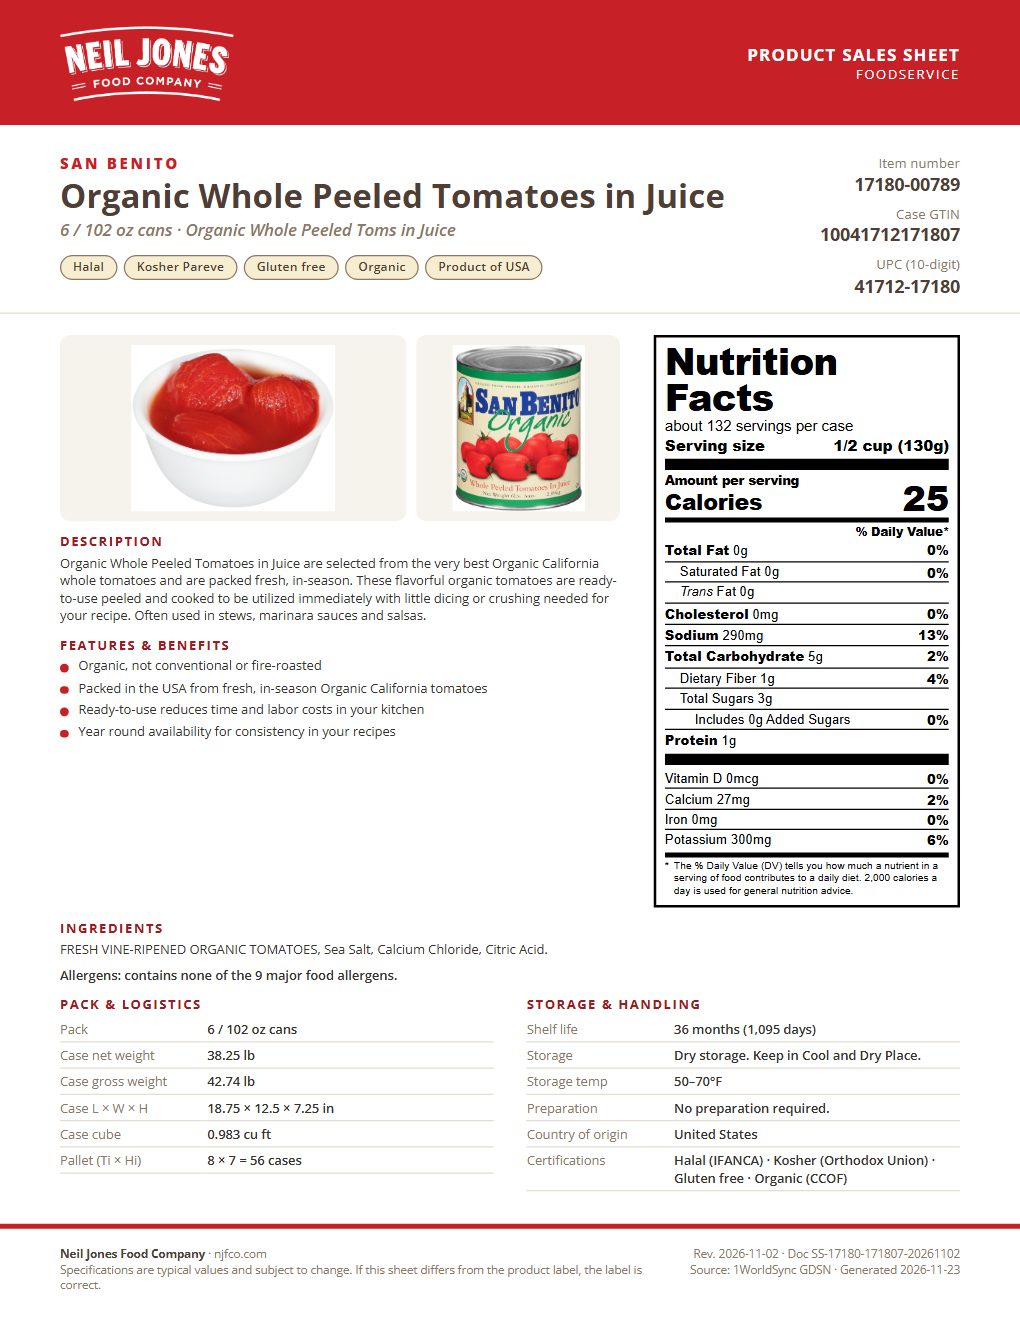 NEIL JONES
FOOD COMPANY
PRODUCT SALES SHEET
FOODSERVICE
SAN BENITO
Organic Whole Peeled Tomatoes in Juice
6 / 102 oz cans · Organic Whole Peeled Toms in Juice
Halal
Kosher Pareve
Gluten free
Organic
Product of USA
Item number
17180-00789
Case GTIN
10041712171807
UPC (10-digit)
41712-17180
SAN BENITO
Organic
Whole Peeled Tomatoes In Juice
DESCRIPTION
Organic Whole Peeled Tomatoes in Juice are selected from the very best Organic California
whole tomatoes and are packed fresh, in-season. These flavorful organic tomatoes are ready-
to-use peeled and cooked to be utilized immediately with little dicing or crushing needed for
your recipe. Often used in stews, marinara sauces and salsas.
FEATURES & BENEFITS
Organic, not conventional or fire-roasted
Packed in the USA from fresh, in-season Organic California tomatoes
Ready-to-use reduces time and labor costs in your kitchen
Year round availability for consistency in your recipes
Nutrition
Facts
about 132 servings per case
Serving size 1/2 cup (130g)
Amount per serving
Calories 25
% Daily Value*
Total Fat 0g 0%
Saturated Fat 0g 0%
Trans Fat 0g
Cholesterol 0mg 0%
Sodium 290mg 13%
Total Carbohydrate 5g 2%
Dietary Fiber 1g 4%
Total Sugars 3g
Includes 0g Added Sugars 0%
Protein 1g
Vitamin D 0mcg 0%
Calcium 27mg 2%
Iron 0mg 0%
Potassium 300mg 6%
* The % Daily Value (DV) tells you how much a nutrient in a
serving of food contributes to a daily diet. 2,000 calories a
day is used for general nutrition advice.
INGREDIENTS
FRESH VINE-RIPENED ORGANIC TOMATOES, Sea Salt, Calcium Chloride, Citric Acid.
Allergens: contains none of the 9 major food allergens.
PACK & LOGISTICS
Pack 6 / 102 oz cans
Case net weight 38.25 lb
Case gross weight 42.74 lb
Case L × W × H 18.75 × 12.5 × 7.25 in
Case cube 0.983 cu ft
Pallet (Ti × Hi) 8 × 7 = 56 cases
STORAGE & HANDLING
Shelf life 36 months (1,095 days)
Storage Dry storage. Keep in Cool and Dry Place.
Storage temp 50–70°F
Preparation No preparation required.
Country of origin United States
Certifications Halal (IFANCA) · Kosher (Orthodox Union) ·
Gluten free · Organic (CCOF)
Neil Jones Food Company · njfco.com
Specifications are typical values and subject to change. If this sheet differs from the product label, the label is
correct.
Rev. 2026-11-02 · Doc SS-17180-171807-20261102
Source: 1WorldSync GDSN · Generated 2026-11-23